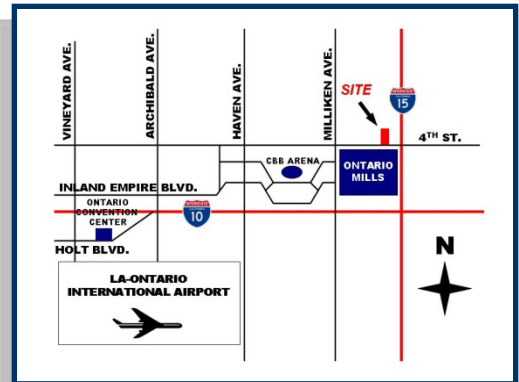 VINEYARD AVE.
ARCHIBALD AVE.
HAVEN AVE.
MILLIKEN AVE.
SITE
15
4TH ST.
CBB ARENA
ONTARIO
MILLS
INLAND EMPIRE BLVD.
ONTARIO
CONVENTION
CENTER
10
HOLT BLVD.
N
LA-ONTARIO
INTERNATIONAL AIRPORT